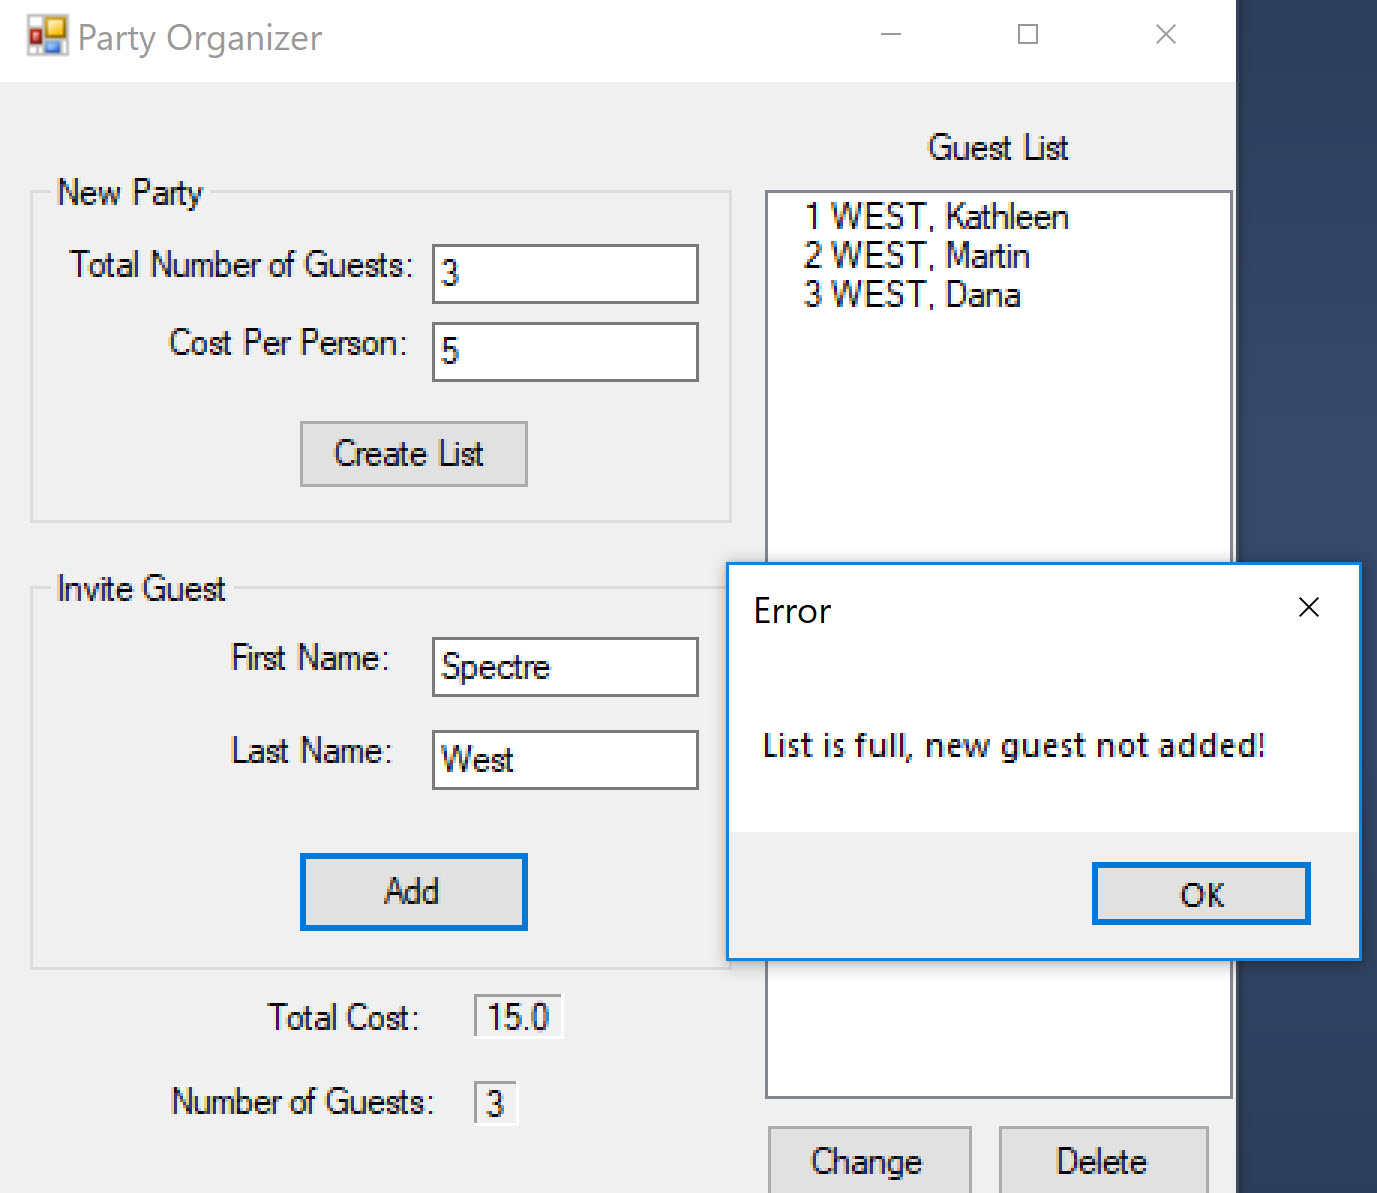 Party Organizer
Guest List
New Party
Total Number of Guests: 3
Cost Per Person: 5
Create List
1 WEST, Kathleen
2 WEST, Martin
3 WEST, Dana
Invite Guest
First Name: Spectre
Last Name: West
Add
Error
List is full, new guest not added!
OK
Total Cost: 15.0
Number of Guests: 3
Change
Delete